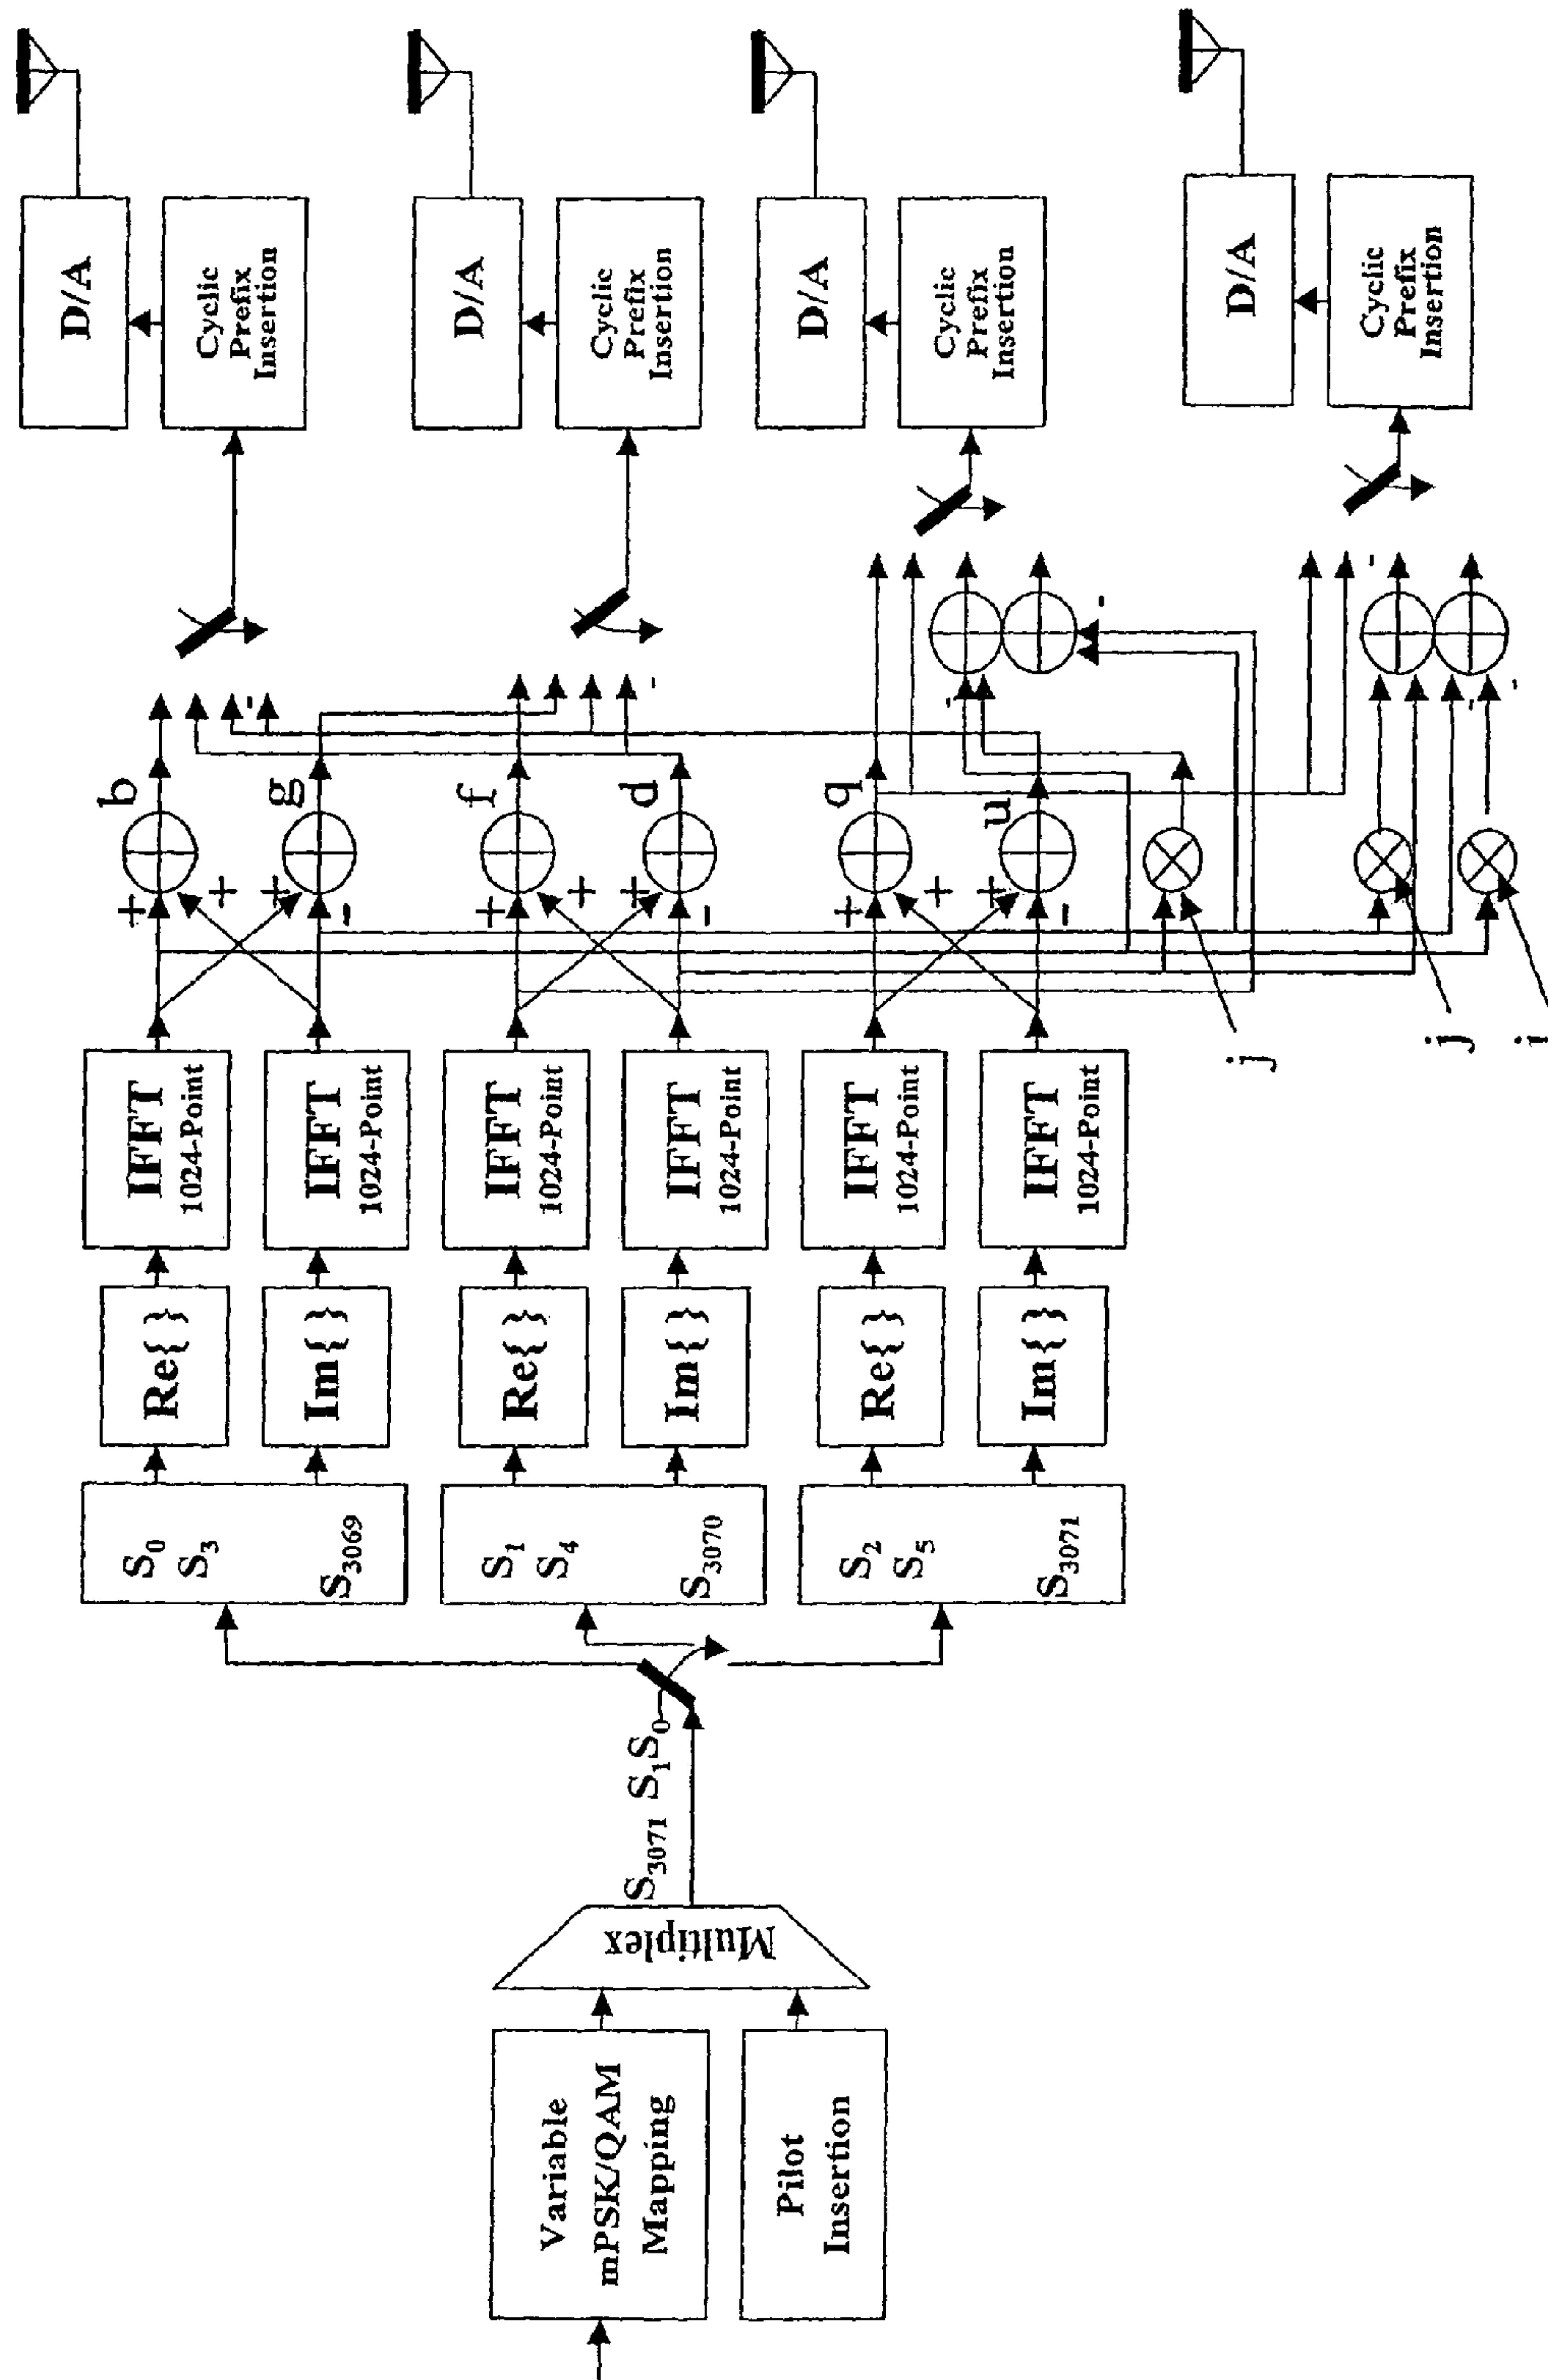 Variable
mPSK/QAM
Mapping
Pilot
Insertion
Multiplex
S3071 S1S0
S0
S3
S3069
S1
S4
S3070
S2
S5
S3071
Re{ }
Im{ }
Re{ }
Im{ }
Re{ }
Im{ }
IFFT
1024-Point
IFFT
1024-Point
IFFT
1024-Point
IFFT
1024-Point
IFFT
1024-Point
IFFT
1024-Point
+
+
+
-
+
+
+
-
+
+
+
-
b
g
f
d
q
u
j
j
j
-
-
-
-
-
-
-
Cyclic
Prefix
Insertion
D/A
Cyclic
Prefix
Insertion
D/A
Cyclic
Prefix
Insertion
D/A
Cyclic
Prefix
Insertion
D/A